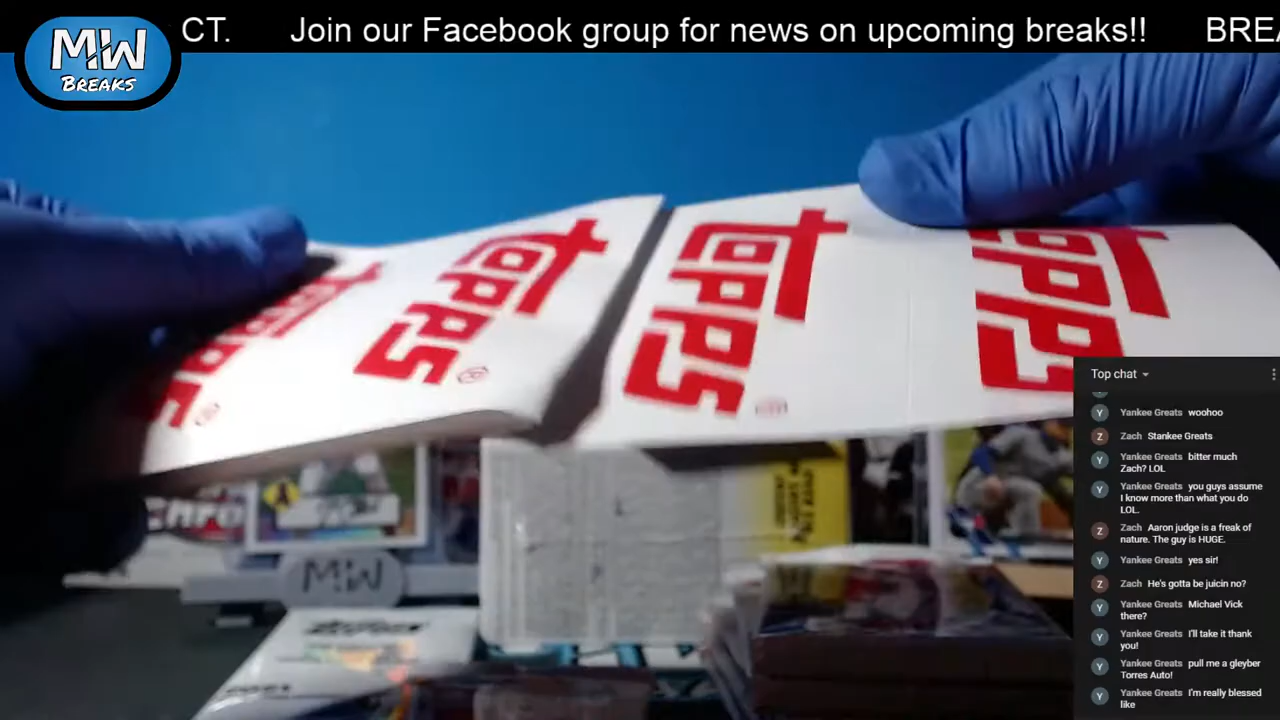 CT. Join our Facebook group for news on upcoming breaks!! BREA
MW
BREAKS
topps
topps ®
topps
topps
Chro
MW
Top chat
Yankee Greats woohoo
Zach Stankee Greats
Yankee Greats bitter much
Zach? LOL
Yankee Greats you guys assume
I know more than what you do
LOL.
Zach Aaron judge is a freak of
nature. The guy is HUGE.
Yankee Greats yes sir!
Zach He's gotta be juicin no?
Yankee Greats Michael Vick
there?
Yankee Greats I'll take it thank
you!
Yankee Greats pull me a gleyber
Torres Auto!
Yankee Greats I'm really blessed
like